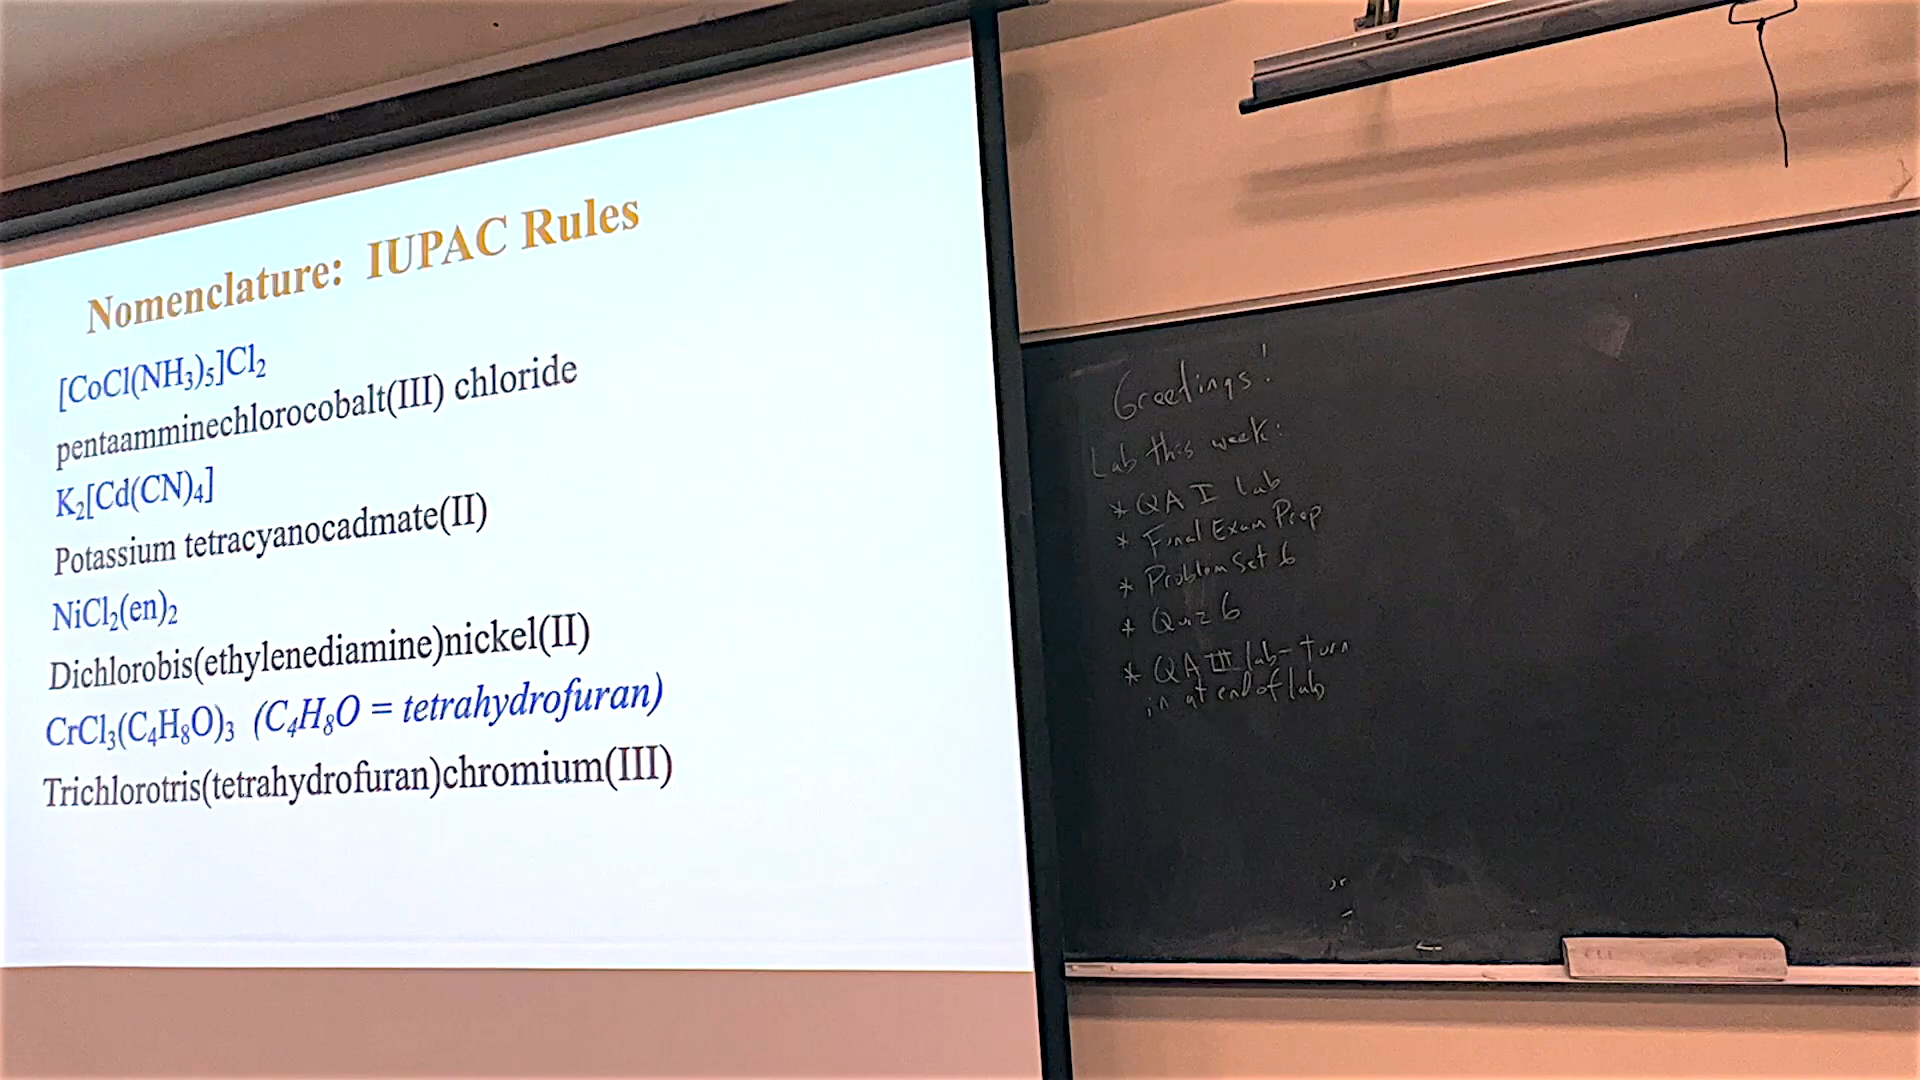 Nomenclature: IUPAC Rules
[CoCl(NH₃)₅]Cl₂
pentaamminechlorocobalt(III) chloride
K₂[Cd(CN)₄]
Potassium tetracyanocadmate(II)
NiCl₂(en)₂
Dichlorobis(ethylenediamine)nickel(II)
CrCl₃(C₄H₈O)₃ (C₄H₈O = tetrahydrofuran)
Trichlorotris(tetrahydrofuran)chromium(III)
Greetings!
Lab this week:
* QA I lab
* Final Exam Prep
* Problem Set 6
* Quiz 6
* QA III lab - turn
in at end of lab